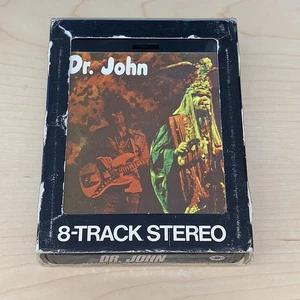 Dr. John
8-TRACK STEREO
DR. JOHN